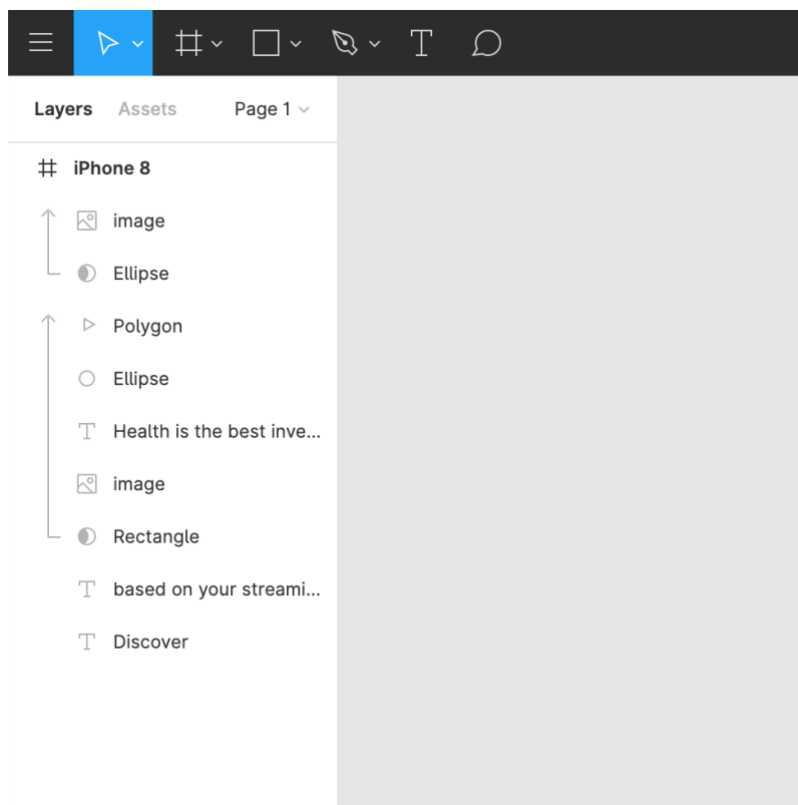 Layers Assets Page 1
iPhone 8
image
Ellipse
Polygon
Ellipse
Health is the best inve...
image
Rectangle
based on your streami...
Discover